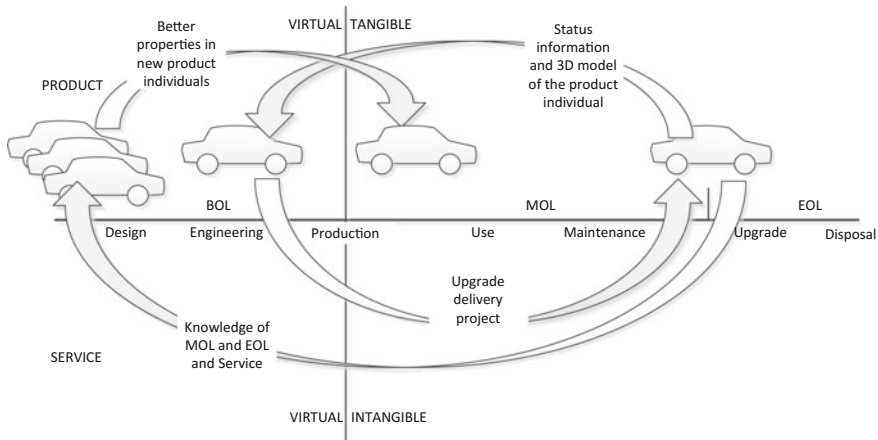 Better
properties in
new product
individuals
VIRTUAL TANGIBLE
Status
information
and 3D model
of the product
individual
PRODUCT
BOL
MOL
EOL
Design Engineering Production Use Maintenance Upgrade Disposal
Upgrade
delivery
project
Knowledge of
MOL and EOL
and Service
SERVICE
VIRTUAL INTANGIBLE